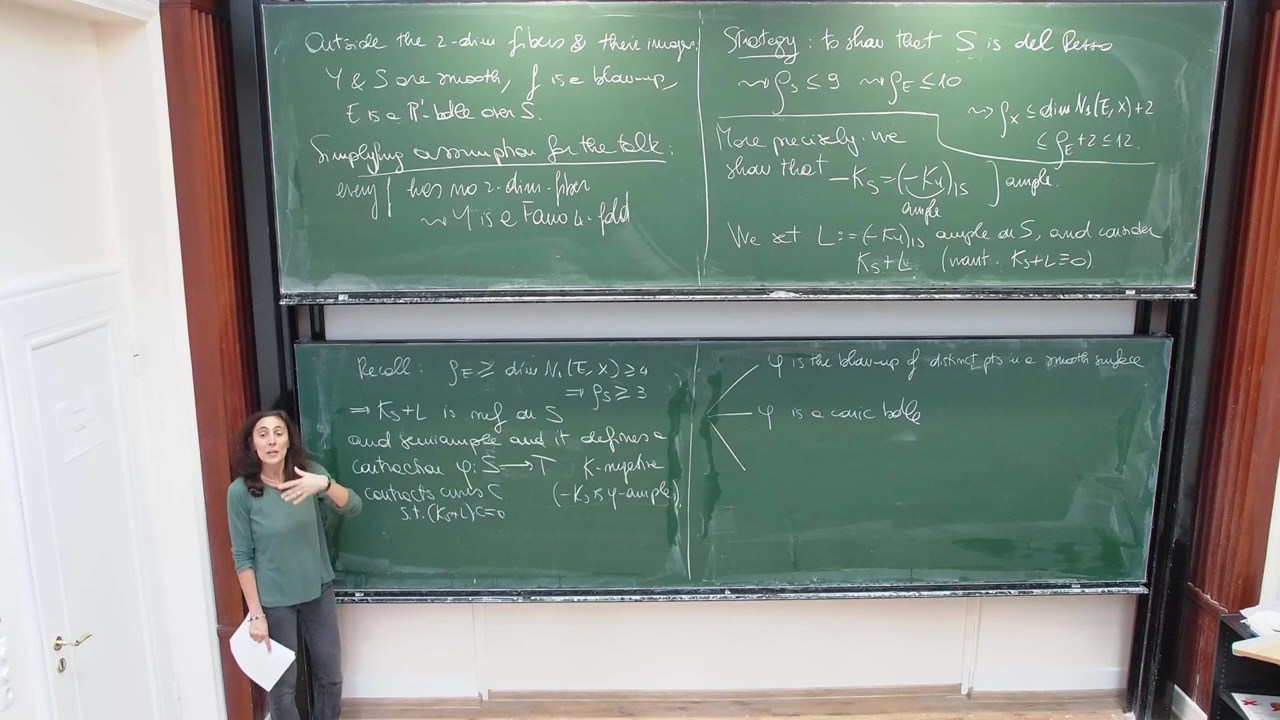 Outside the 2-dim fibers & their images,
Y & S are smooth, f is a blow-up,
E is a P¹-bdle over S.
Simplifying assumption for the talk:
every f has no 2-dim. fiber
⇝ Y is a Fano 4-fold
Strategy: to show that S is del Pezzo
⇝ ρ_S ≤ 9 ⇝ ρ_E ≤ 10
⇝ ρ_X ≤ dim N₁(E,X)+2
≤ ρ_E+2 ≤ 12.
More precisely: we
show that -K_S = (-K_Y)|_S ] ample.
ample
We set L := (-K_Y)|_S ample on S, and consider
K_S+L. (want. K_S+L≡0)
Recall: ρ_E ≥ dim N₁(E,X) ≥ 4
⇒ ρ_S ≥ 3
⇒ K_S+L is nef on S
and semiample and it defines a
contraction φ: S → T K-negative
contracts curves C (-K_S is φ-ample)
s.t. (K_S+L)·C=0
φ is the blow-up of distinct pts in a smooth surface
φ is a conic bdle